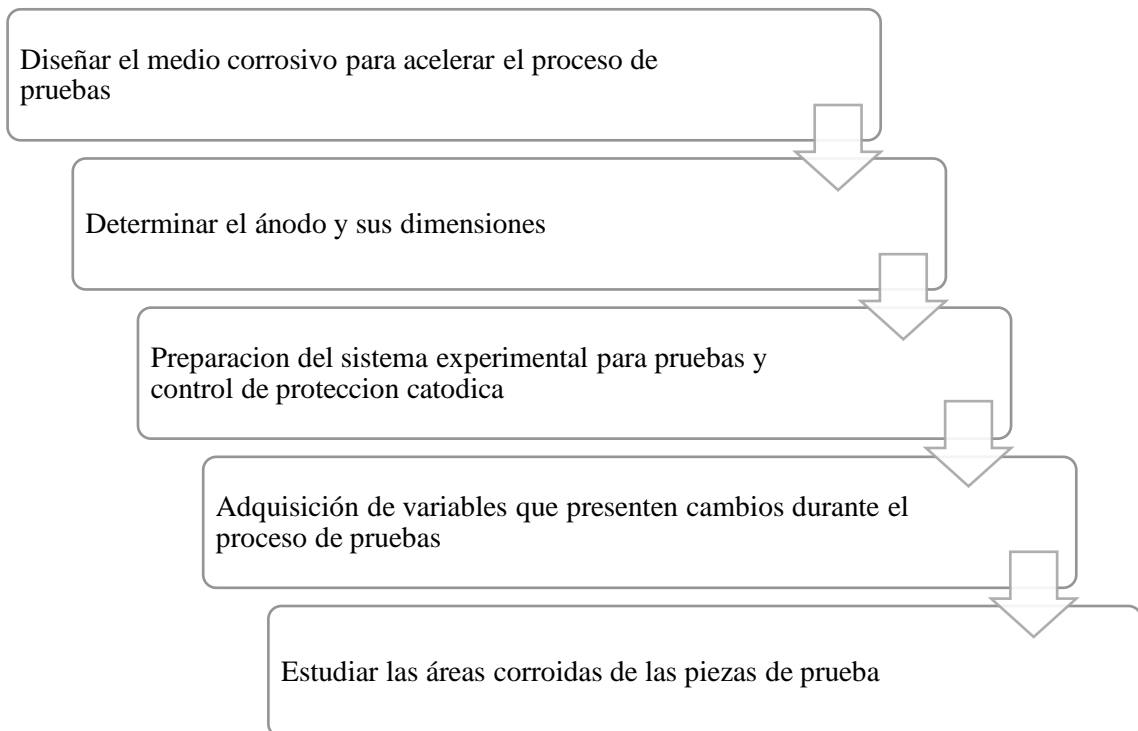 Diseñar el medio corrosivo para acelerar el proceso de
pruebas
Determinar el ánodo y sus dimensiones
Preparacion del sistema experimental para pruebas y
control de proteccion catodica
Adquisición de variables que presenten cambios durante el
proceso de pruebas
Estudiar las áreas corroidas de las piezas de prueba